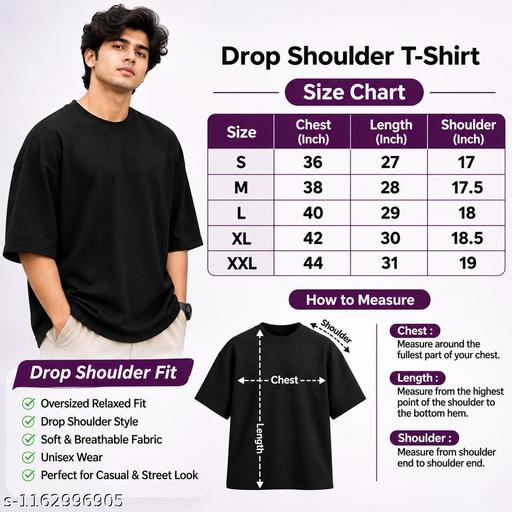 Drop Shoulder T-Shirt
Size Chart
Size Chest (Inch) Length (Inch) Shoulder (Inch)
S 36 27 17
M 38 28 17.5
L 40 29 18
XL 42 30 18.5
XXL 44 31 19
How to Measure
Shoulder
Chest
Length
Chest :
Measure around the
fullest part of your chest.
Length :
Measure from the highest
point of the shoulder to
the bottom hem.
Shoulder :
Measure from shoulder
end to shoulder end.
Drop Shoulder Fit
Oversized Relaxed Fit
Drop Shoulder Style
Soft & Breathable Fabric
Unisex Wear
Perfect for Casual & Street Look
s-1162996905